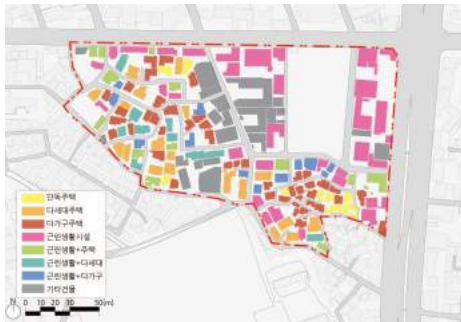 단독주택
다세대주택
다가구주택
근린생활시설
근린생활+주택
근린생활+다세대
근린생활+다가구
기타건물
N
0 10 20 30 50(m)